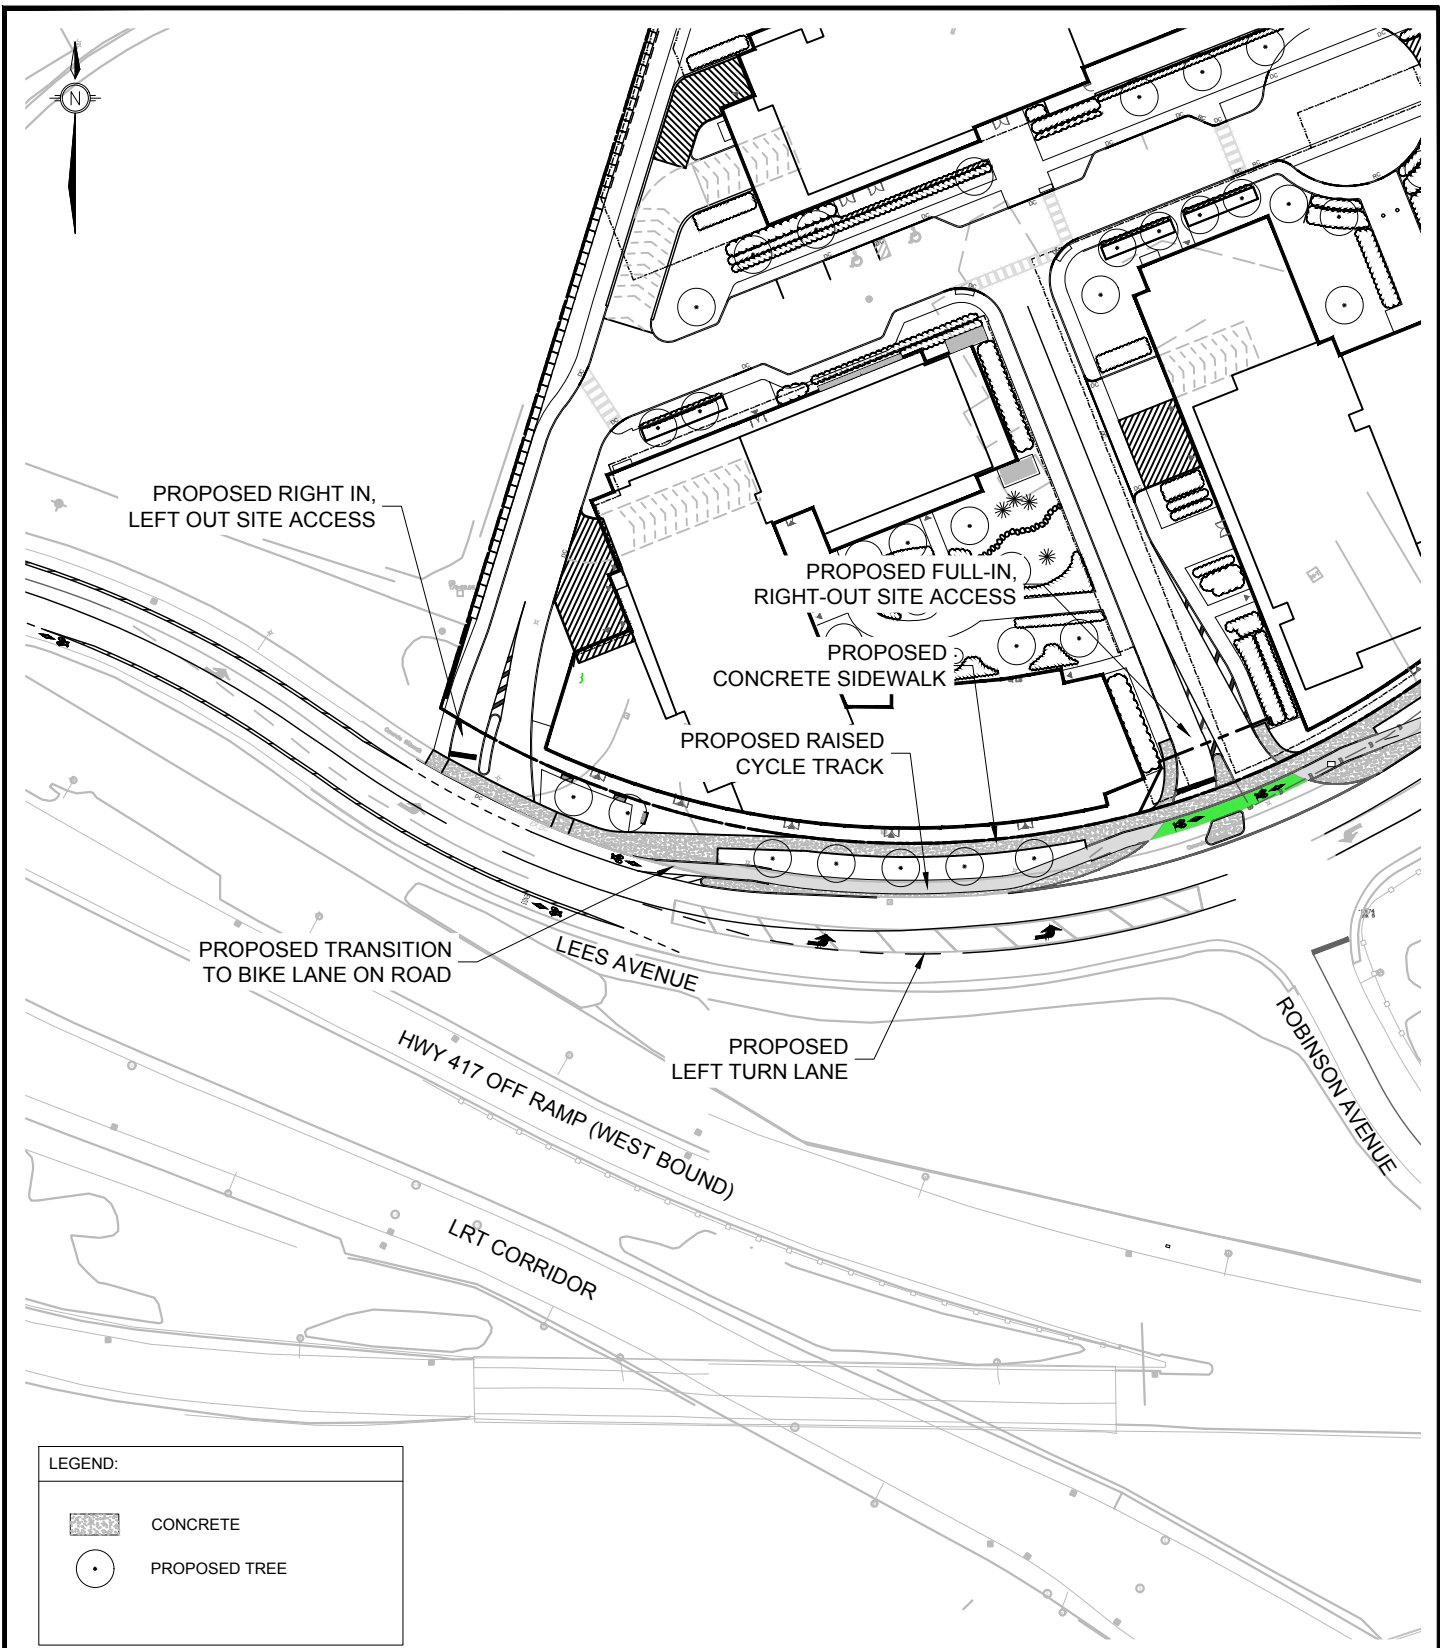 N
PROPOSED RIGHT IN,
LEFT OUT SITE ACCESS
PROPOSED FULL-IN,
RIGHT-OUT SITE ACCESS
PROPOSED
CONCRETE SIDEWALK
PROPOSED RAISED
CYCLE TRACK
PROPOSED TRANSITION
TO BIKE LANE ON ROAD
LEES AVENUE
PROPOSED
LEFT TURN LANE
ROBINSON AVENUE
HWY 417 OFF RAMP (WEST BOUND)
LRT CORRIDOR
LEGEND:
CONCRETE
PROPOSED TREE